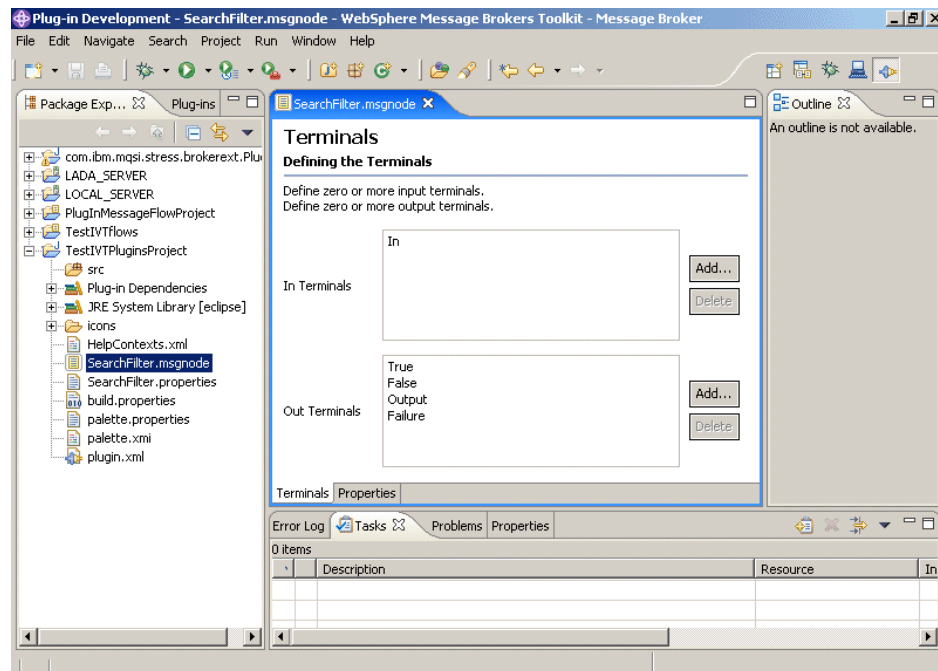 Plug-in Development - SearchFilter.msgnode - WebSphere Message Brokers Toolkit - Message Broker
File Edit Navigate Search Project Run Window Help
Package Exp... Plug-ins
com.ibm.mqsi.stress.brokerext.Plu
LADA_SERVER
LOCAL_SERVER
PlugInMessageFlowProject
TestIVTflows
TestIVTPluginsProject
src
Plug-in Dependencies
JRE System Library [eclipse]
icons
HelpContexts.xml
SearchFilter.msgnode
SearchFilter.properties
build.properties
palette.properties
palette.xmi
plugin.xml
SearchFilter.msgnode
Terminals
Defining the Terminals
Define zero or more input terminals.
Define zero or more output terminals.
In Terminals
In
Add...
Delete
Out Terminals
True
False
Output
Failure
Add...
Delete
Terminals Properties
Outline
An outline is not available.
Error Log Tasks Problems Properties
0 items
Description Resource In